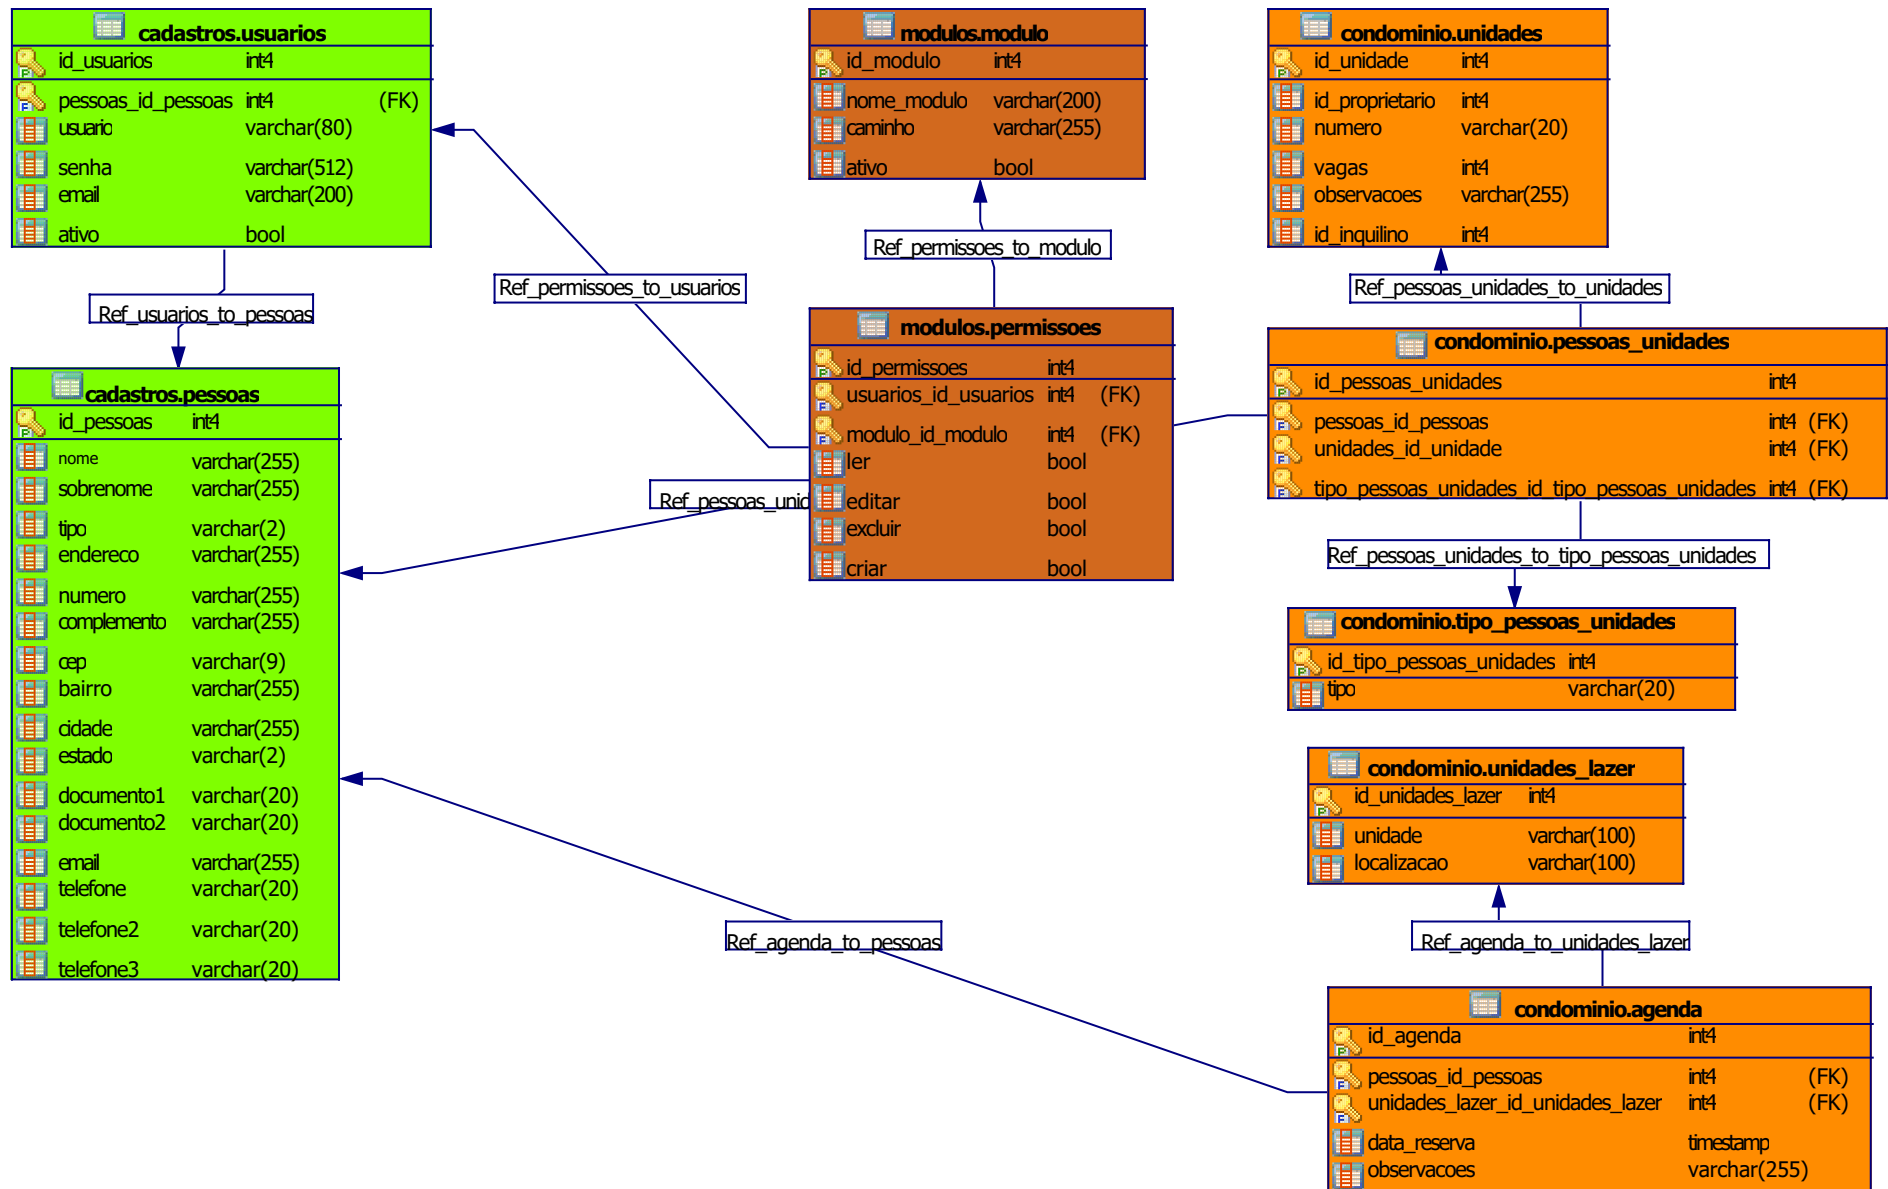 cadastros.usuarios
id_usuarios int4
pessoas_id_pessoas int4 (FK)
usuario varchar(80)
senha varchar(512)
email varchar(200)
ativo bool
Ref_usuarios_to_pessoas
cadastros.pessoas
id_pessoas int4
nome varchar(255)
sobrenome varchar(255)
tipo varchar(2)
endereco varchar(255)
numero varchar(255)
complemento varchar(255)
cep varchar(9)
bairro varchar(255)
cidade varchar(255)
estado varchar(2)
documento1 varchar(20)
documento2 varchar(20)
email varchar(255)
telefone varchar(20)
telefone2 varchar(20)
telefone3 varchar(20)
Ref_permissoes_to_usuarios
Ref_pessoas_unid
Ref_agenda_to_pessoas
modulos.modulo
id_modulo int4
nome_modulo varchar(200)
caminho varchar(255)
ativo bool
Ref_permissoes_to_modulo
modulos.permissoes
id_permissoes int4
usuarios_id_usuarios int4 (FK)
modulo_id_modulo int4 (FK)
ler bool
editar bool
excluir bool
criar bool
condominio.unidades
id_unidade int4
id_proprietario int4
numero varchar(20)
vagas int4
observacoes varchar(255)
id_inquilino int4
Ref_pessoas_unidades_to_unidades
condominio.pessoas_unidades
id_pessoas_unidades int4
pessoas_id_pessoas int4 (FK)
unidades_id_unidade int4 (FK)
tipo_pessoas_unidades_id_tipo_pessoas_unidades int4 (FK)
Ref_pessoas_unidades_to_tipo_pessoas_unidades
condominio.tipo_pessoas_unidades
id_tipo_pessoas_unidades int4
tipo varchar(20)
condominio.unidades_lazer
id_unidades_lazer int4
unidade varchar(100)
localizacao varchar(100)
Ref_agenda_to_unidades_lazer
condominio.agenda
id_agenda int4
pessoas_id_pessoas int4 (FK)
unidades_lazer_id_unidades_lazer int4 (FK)
data_reserva timestamp
observacoes varchar(255)